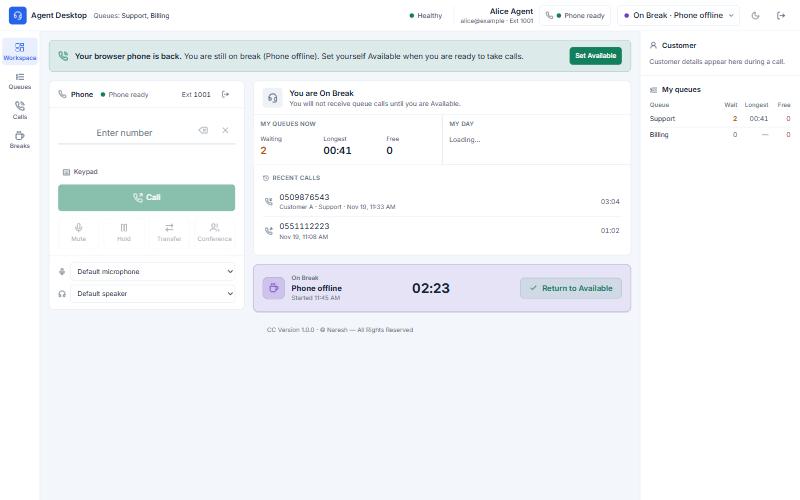 Agent Desktop Queues: Support, Billing
Healthy
Alice Agent
alice@example · Ext 1001
Phone ready
On Break · Phone offline
Workspace
Queues
Calls
Breaks
Your browser phone is back. You are still on break (Phone offline). Set yourself Available when you are ready to take calls.
Set Available
Phone Phone ready Ext 1001
Enter number
Keypad
Call
Mute Hold Transfer Conference
Default microphone
Default speaker
You are On Break
You will not receive queue calls until you are Available.
MY QUEUES NOW
Waiting Longest Free
2 00:41 0
MY DAY
Loading...
RECENT CALLS
0509876543
Customer A · Support · Nov 19, 11:33 AM
03:04
0551112223
Nov 19, 11:08 AM
01:02
On Break
Phone offline
Started 11:45 AM
02:23
Return to Available
CC Version 1.0.0 · © Naresh — All Rights Reserved
Customer
Customer details appear here during a call.
My queues
Queue Wait Longest Free
Support 2 00:41 0
Billing 0 — 0